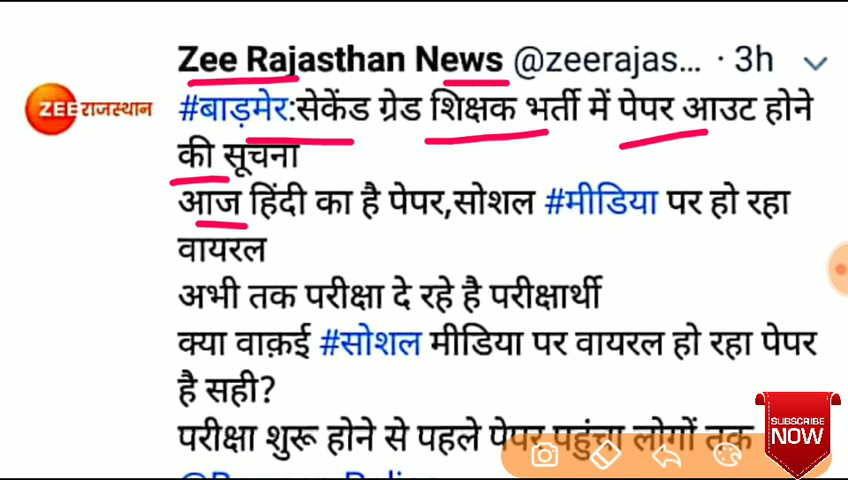 Zee Rajasthan News @zeerajas... · 3h
ZEE राजस्थान
#बाड़मेर:सेकेंड ग्रेड शिक्षक भर्ती में पेपर आउट होने
की सूचना
आज हिंदी का है पेपर,सोशल #मीडिया पर हो रहा
वायरल
अभी तक परीक्षा दे रहे है परीक्षार्थी
क्या वाक़ई #सोशल मीडिया पर वायरल हो रहा पेपर
है सही?
परीक्षा शुरू होने से पहले पेपर पहुंचा लोगों तक
SUBSCRIBE
NOW